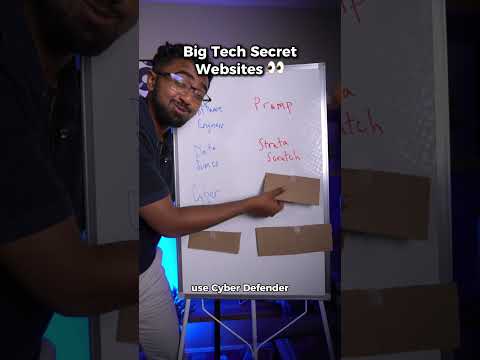 Big Tech Secret
Websites 👀
Software
Engineer
Pramp
Data
Science
Strata
Scratch
Cyber
use Cyber Defender